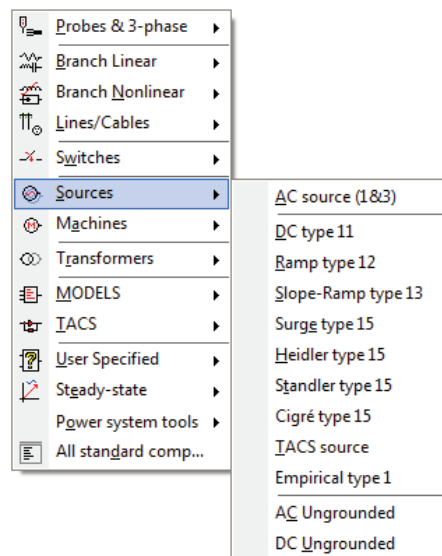 Probes & 3-phase
Branch Linear
Branch Nonlinear
Lines/Cables
Switches
Sources
Machines
Transformers
MODELS
TACS
User Specified
Steady-state
Power system tools
All standard comp...
AC source (1&3)
DC type 11
Ramp type 12
Slope-Ramp type 13
Surge type 15
Heidler type 15
Standler type 15
Cigré type 15
TACS source
Empirical type 1
AC Ungrounded
DC Ungrounded